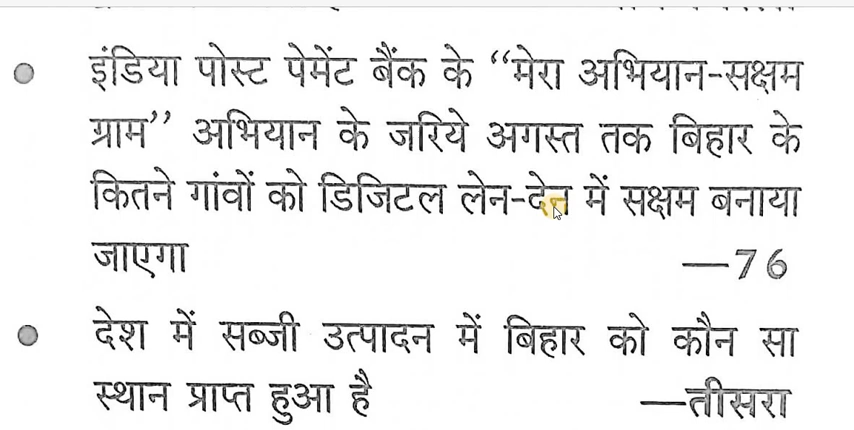 ● इंडिया पोस्ट पेमेंट बैंक के “मेरा अभियान-सक्षम
ग्राम” अभियान के जरिये अगस्त तक बिहार के
कितने गांवों को डिजिटल लेन-देन में सक्षम बनाया
जाएगा —76
● देश में सब्जी उत्पादन में बिहार को कौन सा
स्थान प्राप्त हुआ है —तीसरा